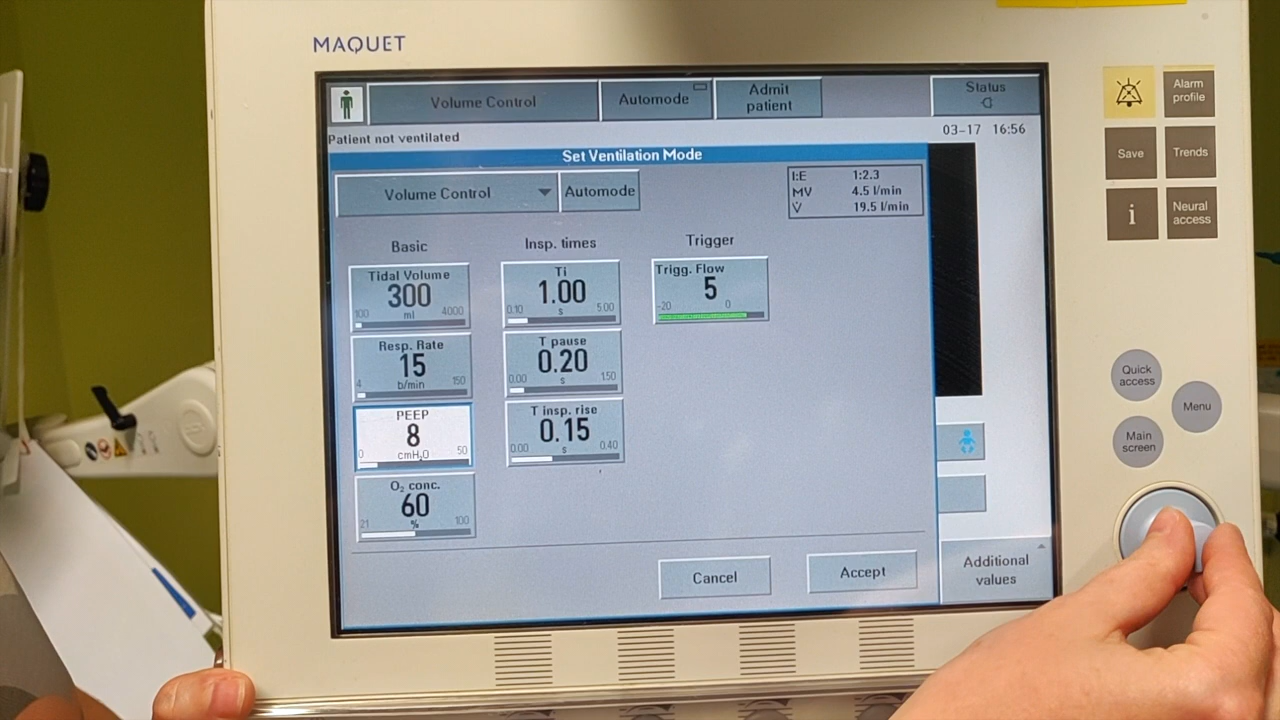 MAQUET
Volume Control
Automode
Admit
patient
Status
Patient not ventilated
03-17 16:56
Set Ventilation Mode
Volume Control
Automode
I:E 1:2.3
MV 4.5 l/min
V̇ 19.5 l/min
Basic
Insp. times
Trigger
Tidal Volume
300
100 ml 4000
Ti
1.00
0.10 s 5.00
Trigg. Flow
5
-20 0
Resp. Rate
15
4 b/min 150
T pause
0.20
0.00 s 1.50
PEEP
8
0 cmH₂O 50
T insp. rise
0.15
0.00 s 0.40
O₂ conc.
60
21 % 100
Cancel
Accept
Additional
values
Alarm
profile
Save
Trends
i
Neural
access
Quick
access
Menu
Main
screen